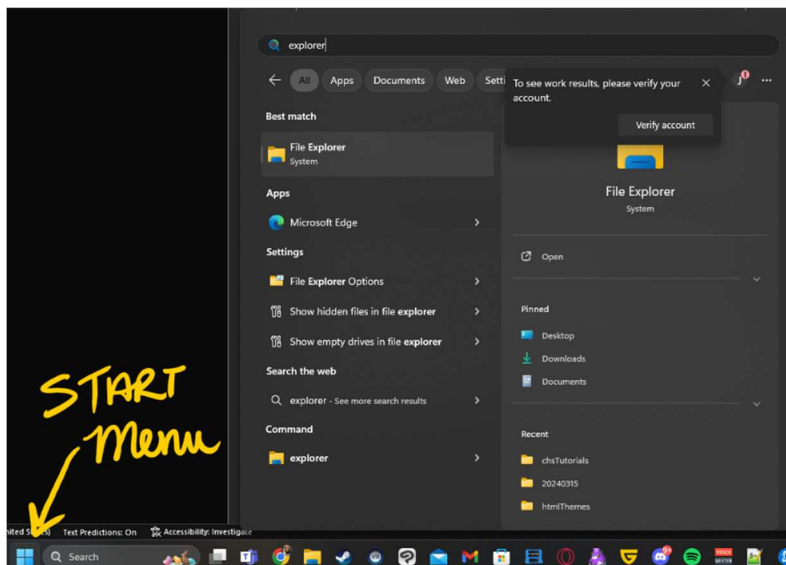 explorer
All Apps Documents Web Setti
To see work results, please verify your
account.
Verify account
J
Best match
File Explorer
System
Apps
Microsoft Edge
Settings
File Explorer Options
Show hidden files in file explorer
Show empty drives in file explorer
Search the web
explorer - See more search results
Command
explorer
File Explorer
System
Open
Pinned
Desktop
Downloads
Documents
Recent
chsTutorials
20240315
htmlThemes
START
Menu
nited States) Text Predictions: On Accessibility: Investigate
Search